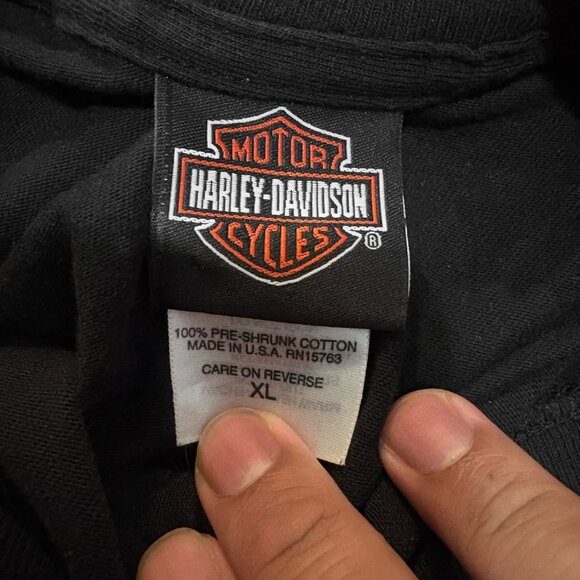 MOTOR
HARLEY-DAVIDSON
CYCLES
®
100% PRE-SHRUNK COTTON
MADE IN U.S.A. RN15763
CARE ON REVERSE
XL